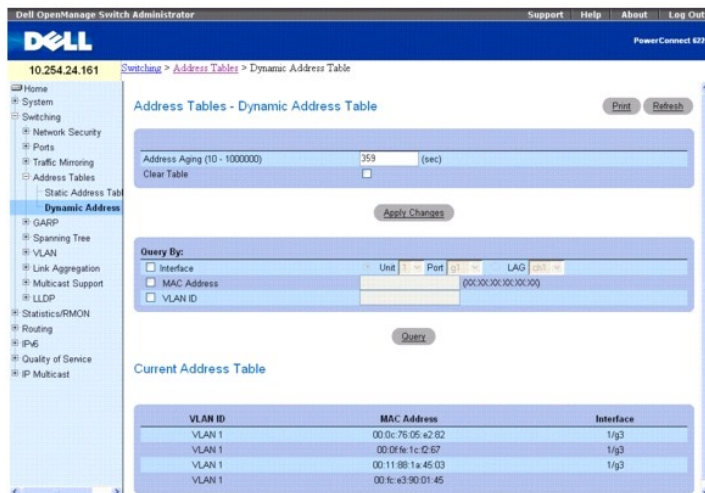 Dell OpenManage Switch Administrator Support Help About Log Out
DELL
PowerConnect 622
10.254.24.161
Switching > Address Tables > Dynamic Address Table
Home
System
Switching
Network Security
Ports
Traffic Mirroring
Address Tables
Static Address Tabl
Dynamic Address
GARP
Spanning Tree
VLAN
Link Aggregation
Multicast Support
LLDP
Statistics/RMON
Routing
IPv6
Quality of Service
IP Multicast
Address Tables - Dynamic Address Table
Print Refresh
Address Aging (10 - 1000000) 359 (sec)
Clear Table
Apply Changes
Query By:
Interface Unit 1 Port g1 LAG ch1
MAC Address (XX:XX:XX:XX:XX:XX)
VLAN ID
Query
Current Address Table
VLAN ID MAC Address Interface
VLAN 1 00:0c:76:05:e2:82 1/g3
VLAN 1 00:0f:fe:1c:f2:67 1/g3
VLAN 1 00:11:88:1a:45:03 1/g3
VLAN 1 00:fc:e3:90:01:45